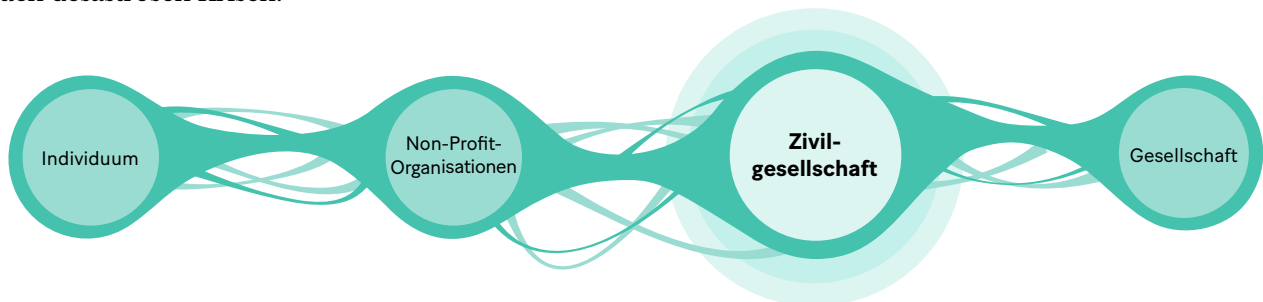 Individuum
Non-Profit-
Organisationen
Zivil-
gesellschaft
Gesellschaft